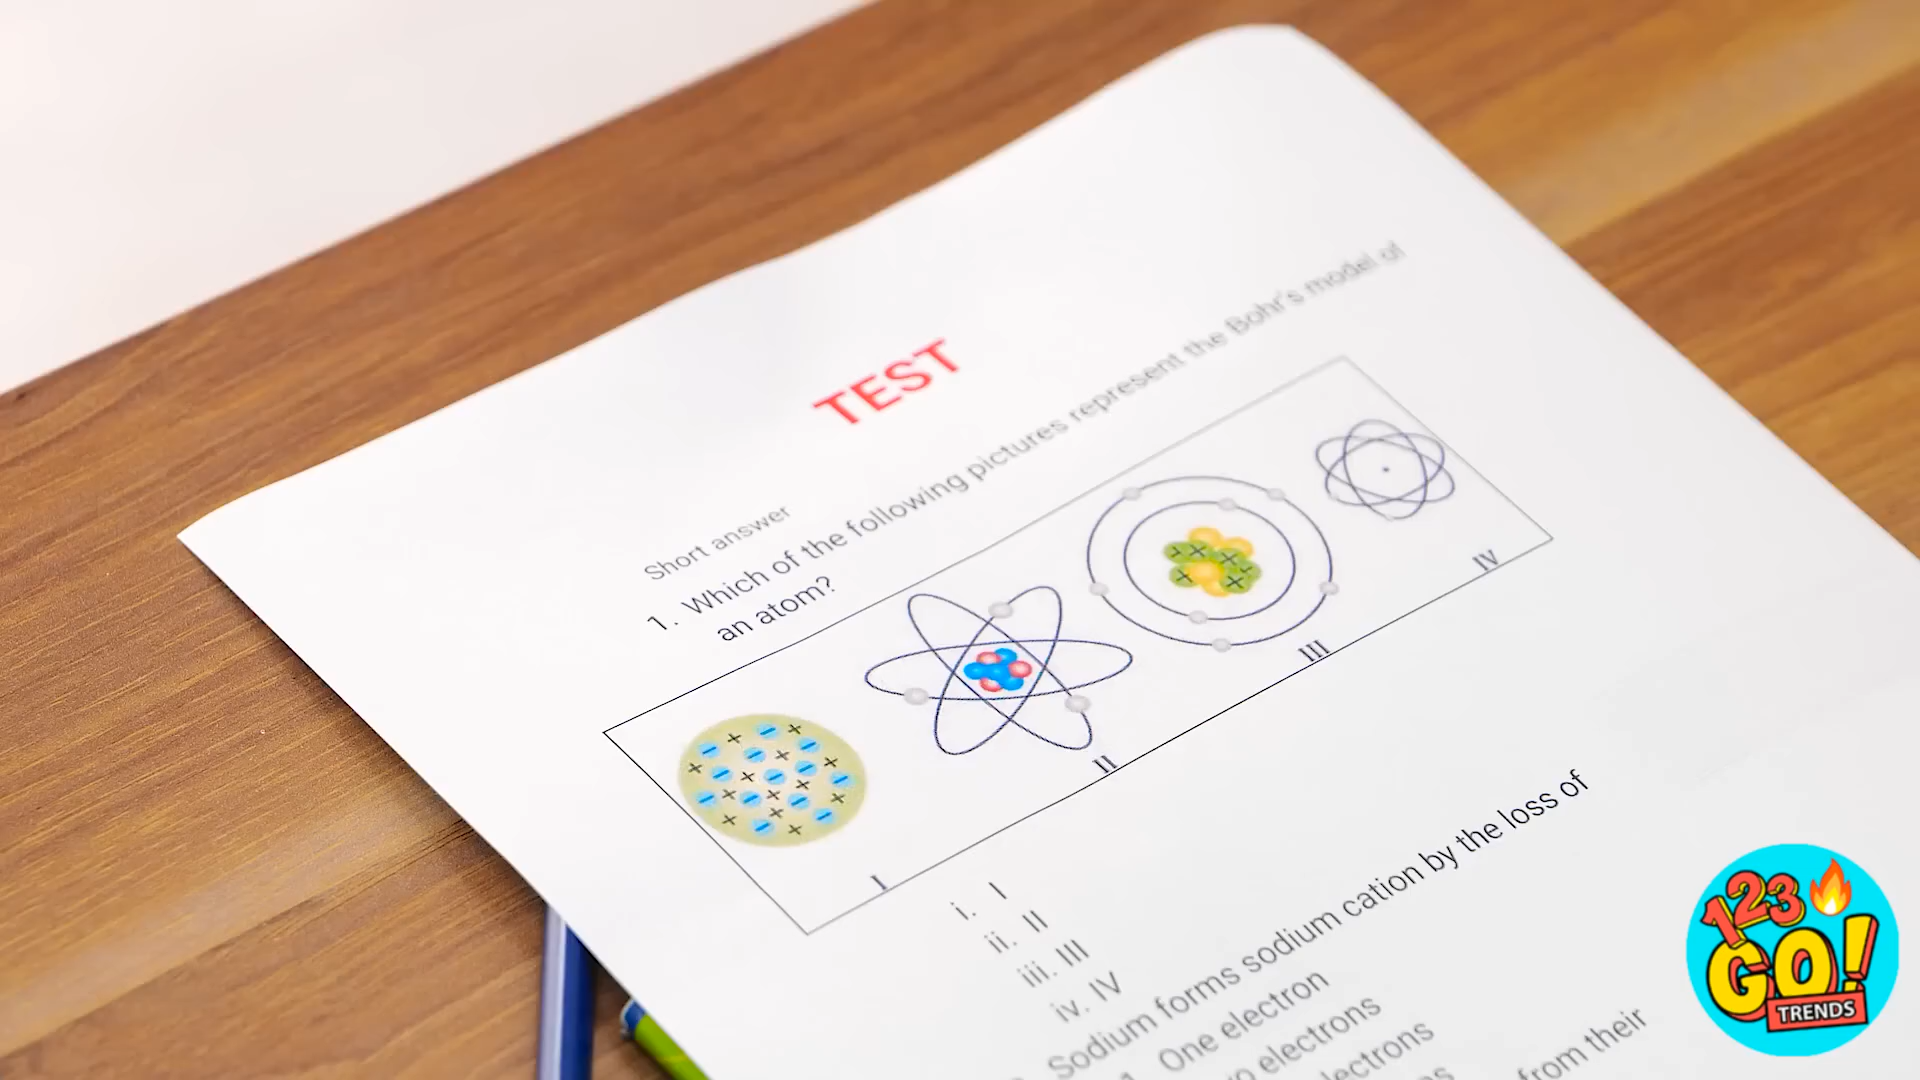 TEST
Short answer
1. Which of the following pictures represent the Bohr's model of
an atom?
I
II
III
IV
i. I
ii. II
iii. III
iv. IV
Sodium forms sodium cation by the loss of
One electron
electrons
electrons
from their
123
GO!
TRENDS